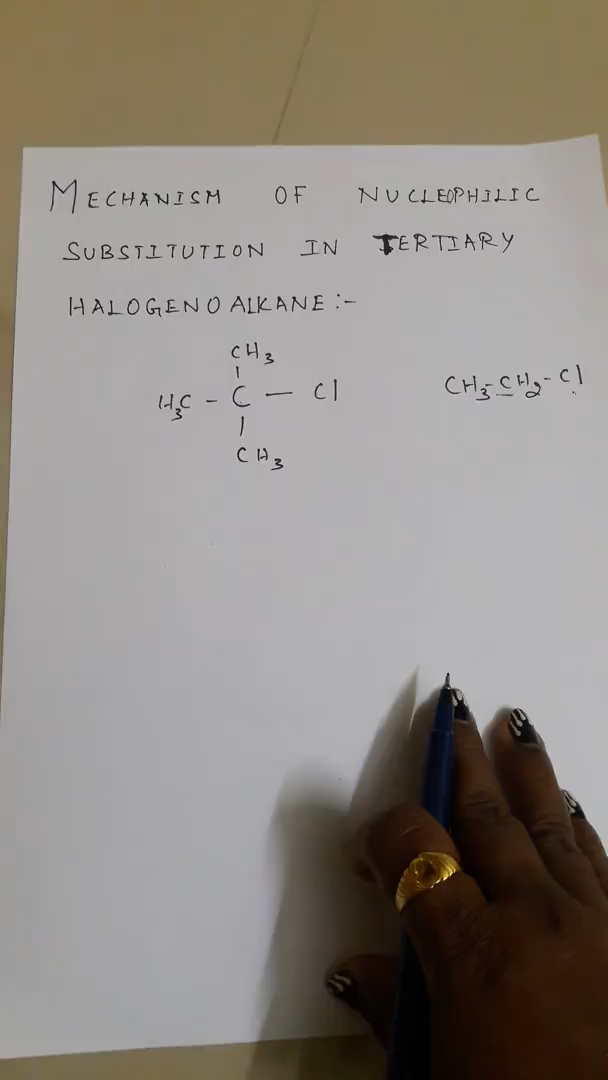 MECHANISM OF NUCLEOPHILIC
SUBSTITUTION IN TERTIARY
HALOGENOALKANE:-
CH3
H3C - C - Cl
CH3
CH3-CH2-Cl